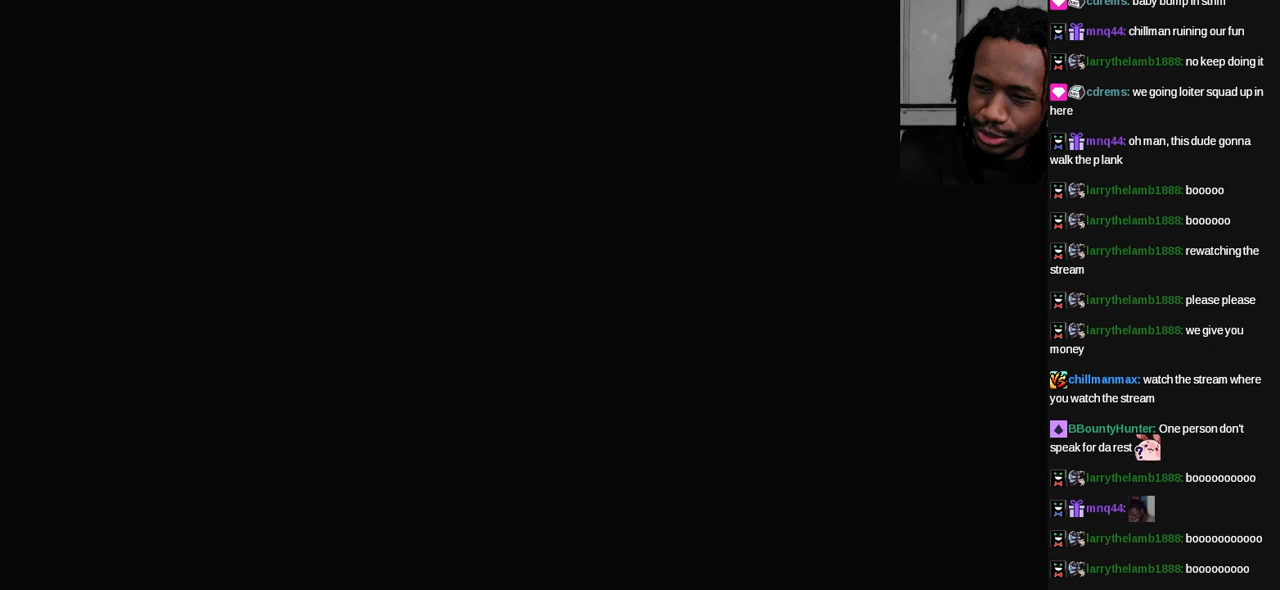 cdrems: baby bump in strim
mnq44: chillman ruining our fun
larrythelamb1888: no keep doing it
cdrems: we going loiter squad up in
here
mnq44: oh man, this dude gonna
walk the p lank
larrythelamb1888: booooo
larrythelamb1888: boooooo
larrythelamb1888: rewatching the
stream
larrythelamb1888: please please
larrythelamb1888: we give you
money
chillmanmax: watch the stream where
you watch the stream
BBountyHunter: One person don't
speak for da rest
larrythelamb1888: boooooooooo
mnq44:
larrythelamb1888: booooooooooo
larrythelamb1888: booooooooo